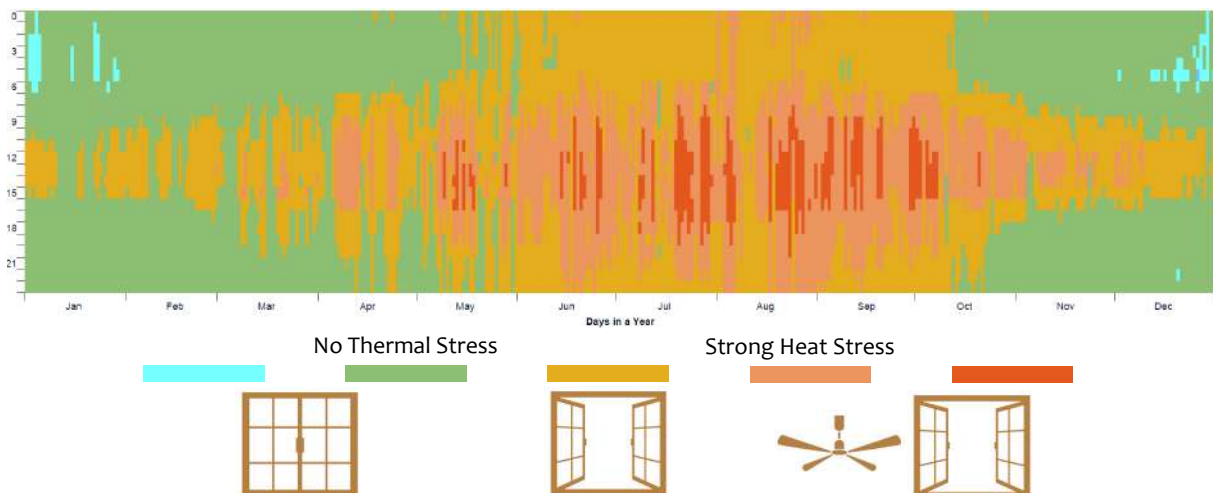 0
3
6
9
12
15
18
21
Jan Feb Mar Apr May Jun Jul Aug Sep Oct Nov Dec
Days in a Year
No Thermal Stress Strong Heat Stress